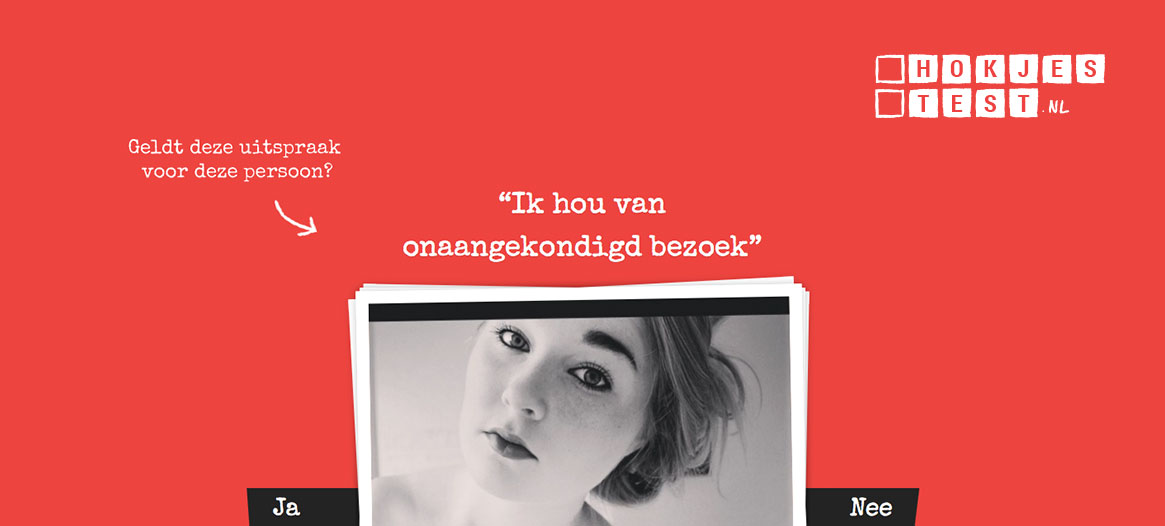 HOKJES
TEST.NL
Geldt deze uitspraak
voor deze persoon?
“Ik hou van
onaangekondigd bezoek”
Ja
Nee